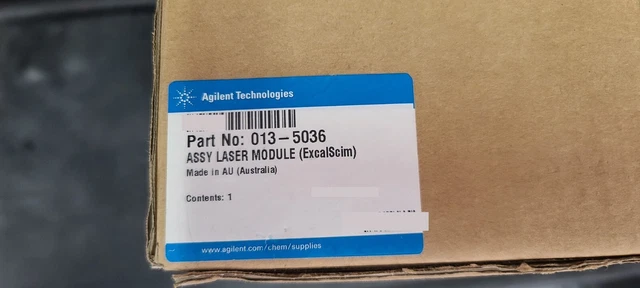 Agilent Technologies
Part No: 013-5036
ASSY LASER MODULE (ExcalScim)
Made in AU (Australia)
Contents: 1
www.agilent.com/chem/supplies